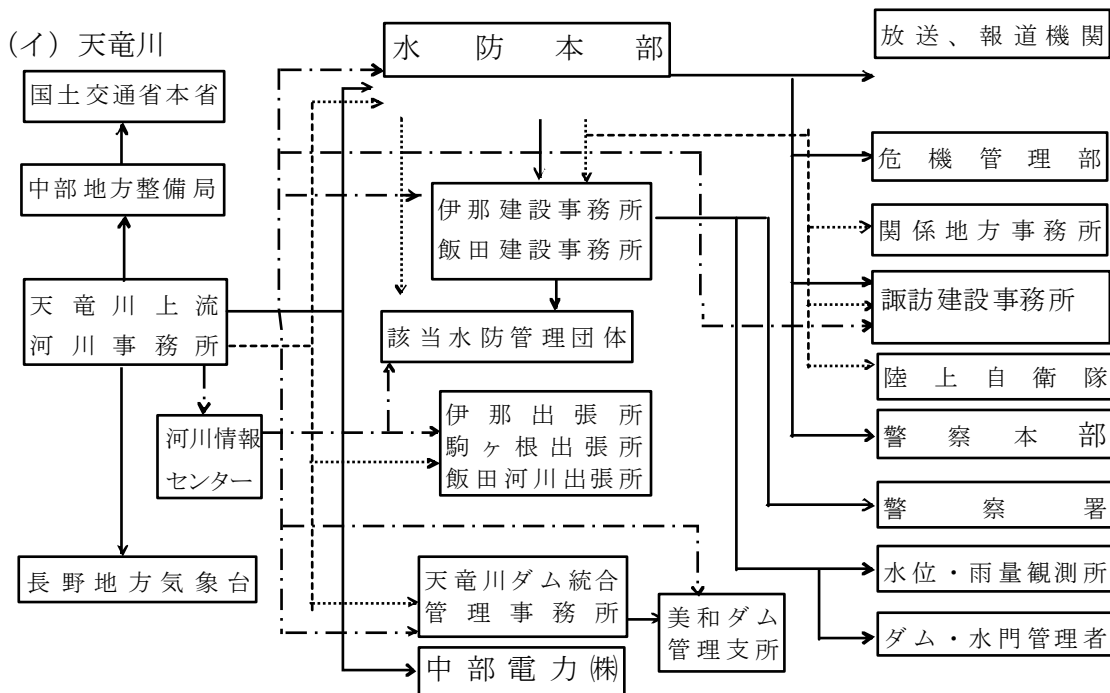 (イ) 天竜川
国土交通省本省
中部地方整備局
天竜川上流
河川事務所
河川情報
センター
長野地方気象台
水防本部
伊那建設事務所
飯田建設事務所
該当水防管理団体
伊那出張所
駒ヶ根出張所
飯田河川出張所
天竜川ダム統合
管理事務所
中部電力㈱
美和ダム
管理支所
放送、報道機関
危機管理部
関係地方事務所
諏訪建設事務所
陸上自衛隊
警察本部
警察署
水位・雨量観測所
ダム・水門管理者